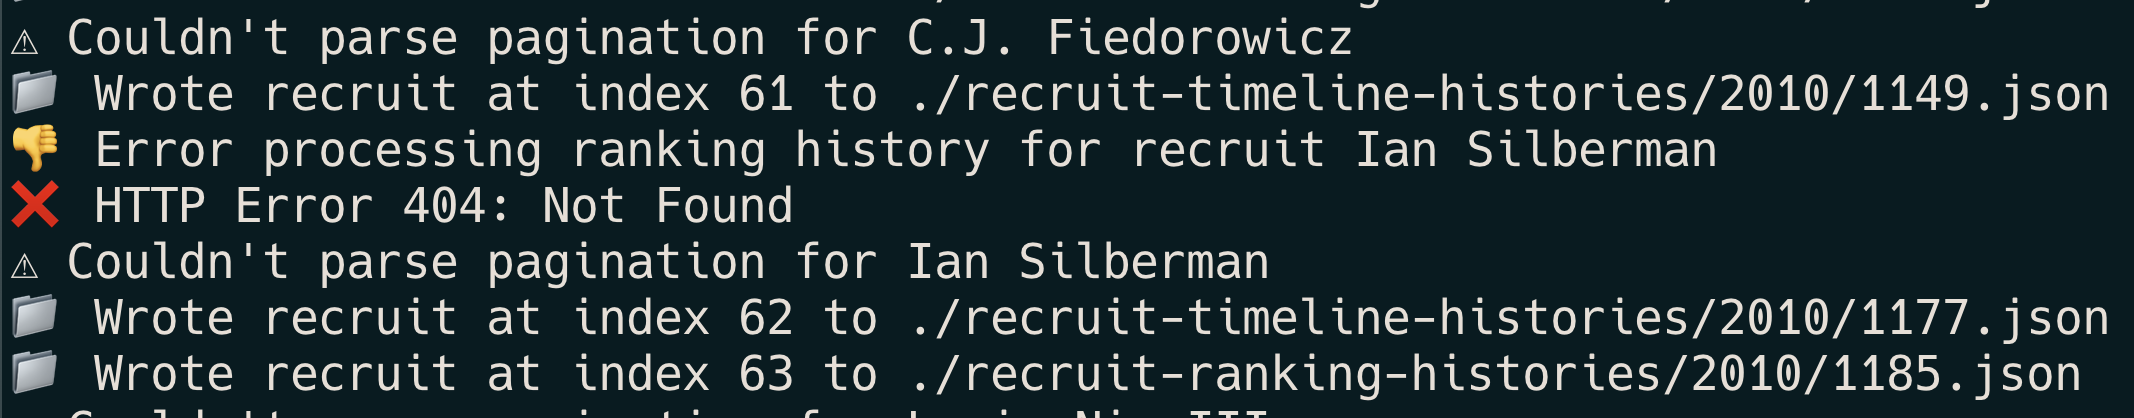 ⚠ Couldn't parse pagination for C.J. Fiedorowicz
📁 Wrote recruit at index 61 to ./recruit-timeline-histories/2010/1149.json
👎 Error processing ranking history for recruit Ian Silberman
❌ HTTP Error 404: Not Found
⚠ Couldn't parse pagination for Ian Silberman
📁 Wrote recruit at index 62 to ./recruit-timeline-histories/2010/1177.json
📁 Wrote recruit at index 63 to ./recruit-ranking-histories/2010/1185.json